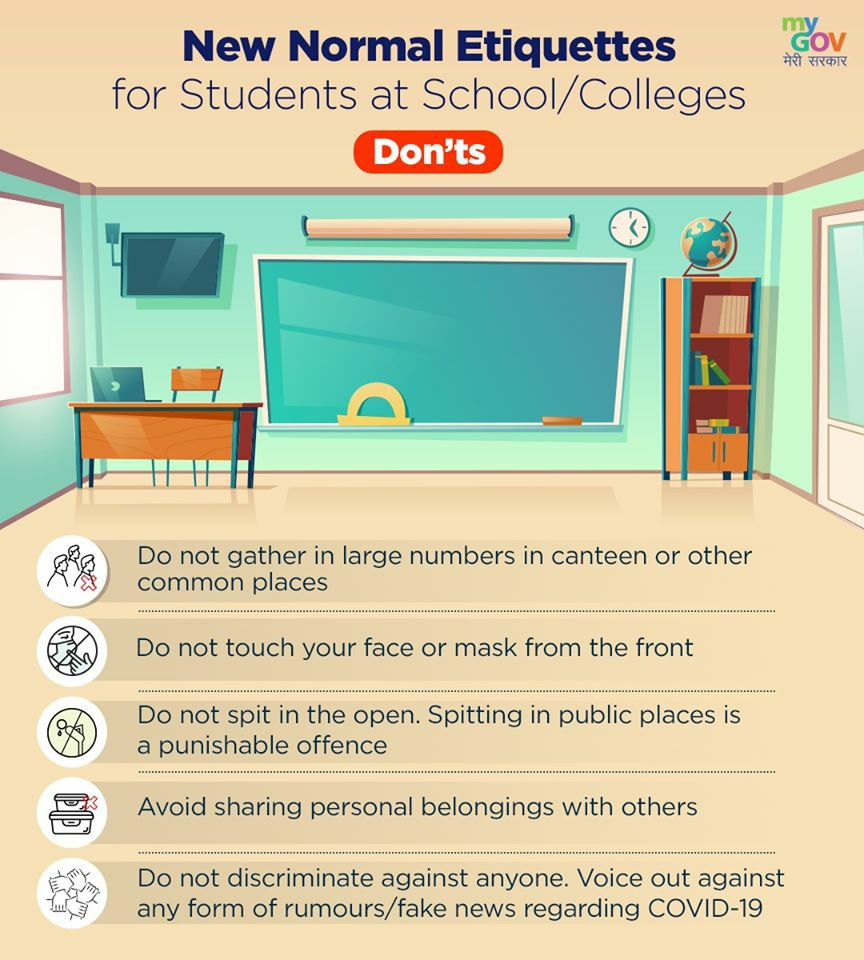 my
GOV
मेरी सरकार
New Normal Etiquettes
for Students at School/Colleges
Don'ts
Do not gather in large numbers in canteen or other
common places
Do not touch your face or mask from the front
Do not spit in the open. Spitting in public places is
a punishable offence
Avoid sharing personal belongings with others
Do not discriminate against anyone. Voice out against
any form of rumours/fake news regarding COVID-19